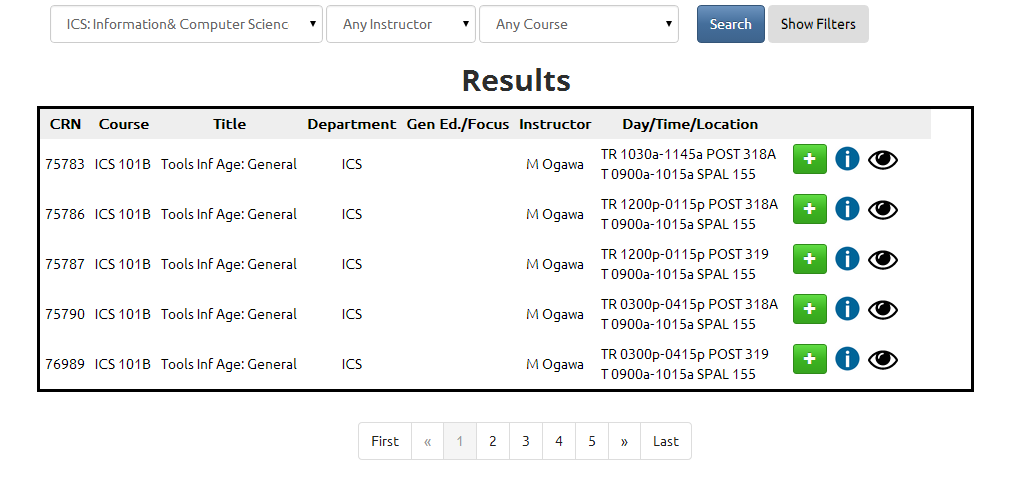 ICS: Information& Computer Scienc Any Instructor Any Course Search Show Filters
Results
CRN Course Title Department Gen Ed./Focus Instructor Day/Time/Location
75783 ICS 101B Tools Inf Age: General ICS M Ogawa TR 1030a-1145a POST 318A
T 0900a-1015a SPAL 155
75786 ICS 101B Tools Inf Age: General ICS M Ogawa TR 1200p-0115p POST 318A
T 0900a-1015a SPAL 155
75787 ICS 101B Tools Inf Age: General ICS M Ogawa TR 1200p-0115p POST 319
T 0900a-1015a SPAL 155
75790 ICS 101B Tools Inf Age: General ICS M Ogawa TR 0300p-0415p POST 318A
T 0900a-1015a SPAL 155
76989 ICS 101B Tools Inf Age: General ICS M Ogawa TR 0300p-0415p POST 319
T 0900a-1015a SPAL 155
First « 1 2 3 4 5 » Last